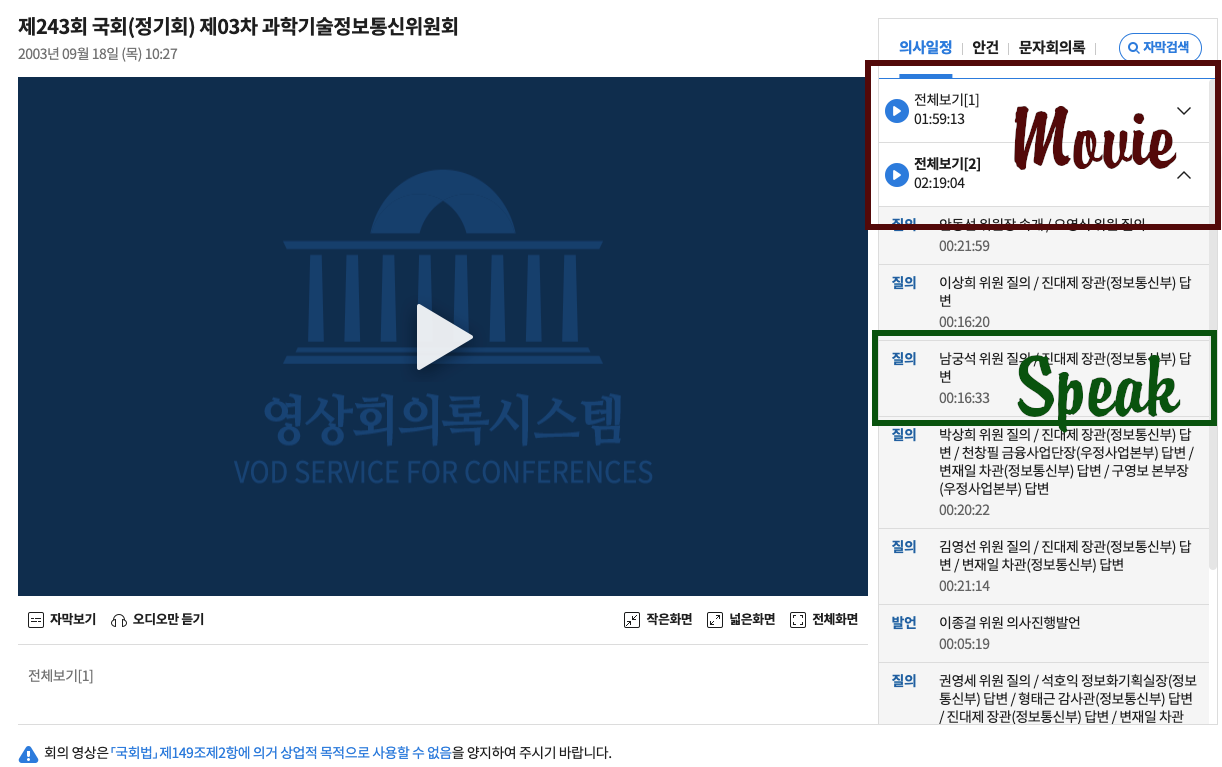 제243회 국회(정기회) 제03차 과학기술정보통신위원회
2003년 09월 18일 (목) 10:27
영상회의록시스템
VOD SERVICE FOR CONFERENCES
자막보기
오디오만 듣기
작은화면
넓은화면
전체화면
전체보기[1]
의사일정
안건
문자회의록
자막검색
전체보기[1]
01:59:13
Movie
전체보기[2]
02:19:04
질의
00:21:59
질의
이상희 위원 질의 / 진대제 장관(정보통신부) 답
변
00:16:20
질의
남궁석 위원 질의 / 진대제 장관(정보통신부) 답
변
00:16:33
Speak
질의
박상희 위원 질의 / 진대제 장관(정보통신부) 답
변 / 천창필 금융사업단장(우정사업본부) 답변 /
변재일 차관(정보통신부) 답변 / 구영보 본부장
(우정사업본부) 답변
00:20:22
질의
김영선 위원 질의 / 진대제 장관(정보통신부) 답
변 / 변재일 차관(정보통신부) 답변
00:21:14
발언
이종걸 위원 의사진행발언
00:05:19
질의
권영세 위원 질의 / 석호익 정보화기획실장(정보
통신부) 답변 / 형태근 감사관(정보통신부) 답변
/ 진대제 장관(정보통신부) 답변 / 변재일 차관
회의 영상은 「국회법」 제149조제2항에 의거 상업적 목적으로 사용할 수 없음을 양지하여 주시기 바랍니다.